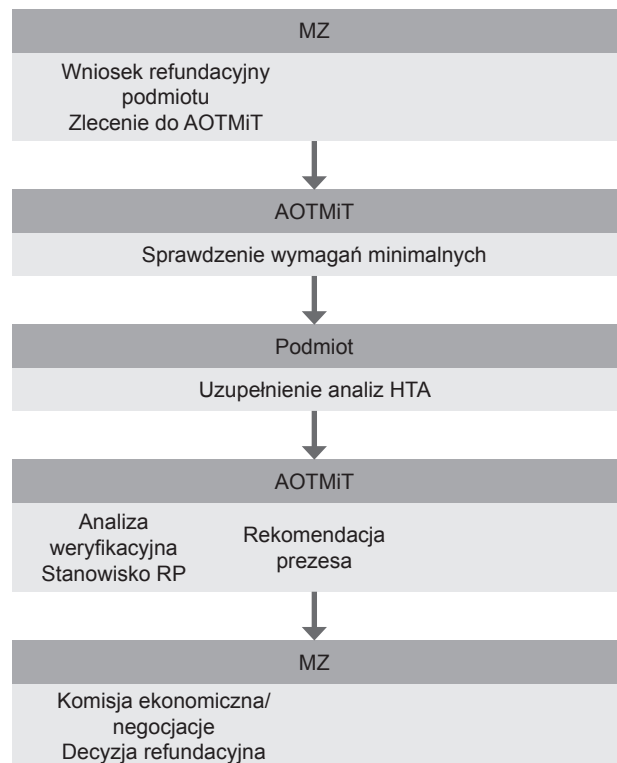 MZ
Wniosek refundacyjny
podmiotu
Zlecenie do AOTMiT
AOTMiT
Sprawdzenie wymagań minimalnych
Podmiot
Uzupełnienie analiz HTA
AOTMiT
Analiza
weryfikacyjna
Stanowisko RP
Rekomendacja
prezesa
MZ
Komisja ekonomiczna/
negocjacje
Decyzja refundacyjna